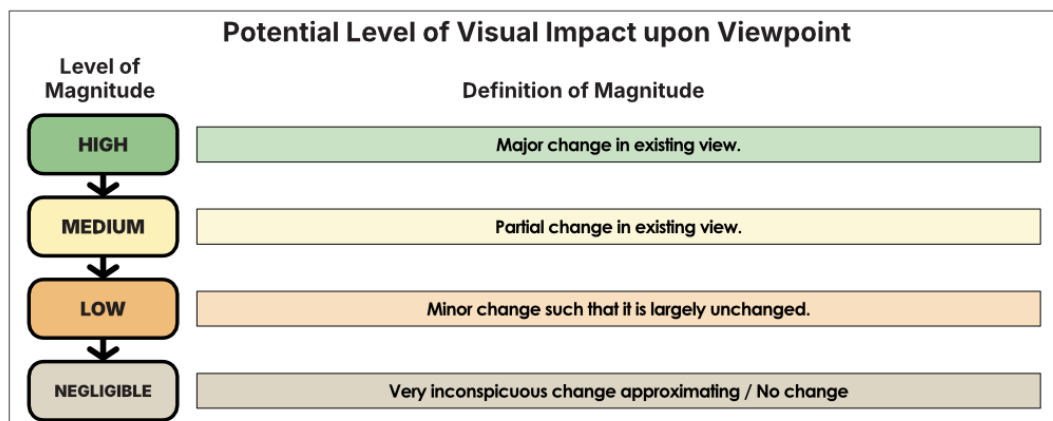 Potential Level of Visual Impact upon Viewpoint
Level of
Magnitude
Definition of Magnitude
HIGH
Major change in existing view.
MEDIUM
Partial change in existing view.
LOW
Minor change such that it is largely unchanged.
NEGLIGIBLE
Very inconspicuous change approximating / No change